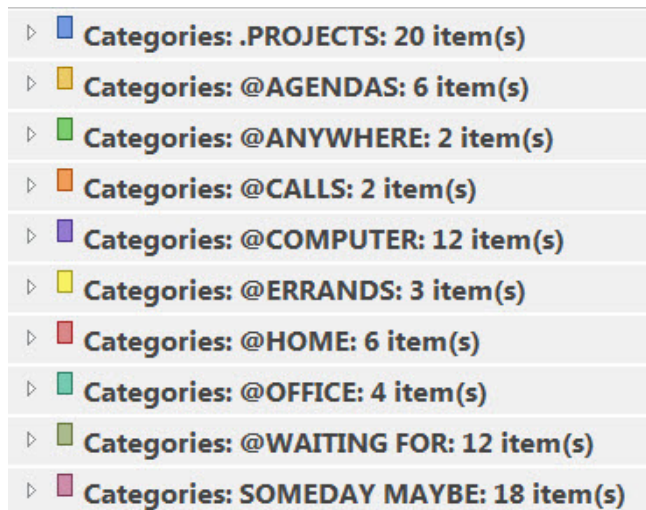 Categories: .PROJECTS: 20 item(s)
Categories: @AGENDAS: 6 item(s)
Categories: @ANYWHERE: 2 item(s)
Categories: @CALLS: 2 item(s)
Categories: @COMPUTER: 12 item(s)
Categories: @ERRANDS: 3 item(s)
Categories: @HOME: 6 item(s)
Categories: @OFFICE: 4 item(s)
Categories: @WAITING FOR: 12 item(s)
Categories: SOMEDAY MAYBE: 18 item(s)